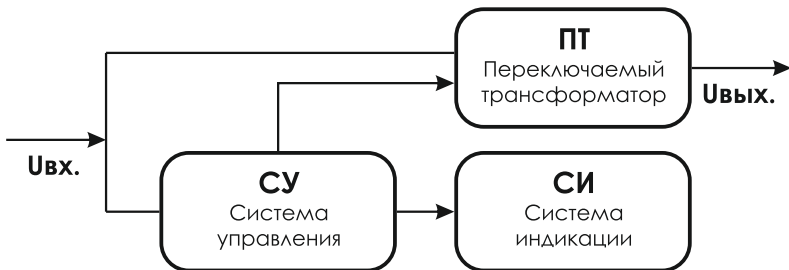 ПТ
Переключаемый
трансформатор
Uвых.
Uвх.
СУ
Система
управления
СИ
Система
индикации